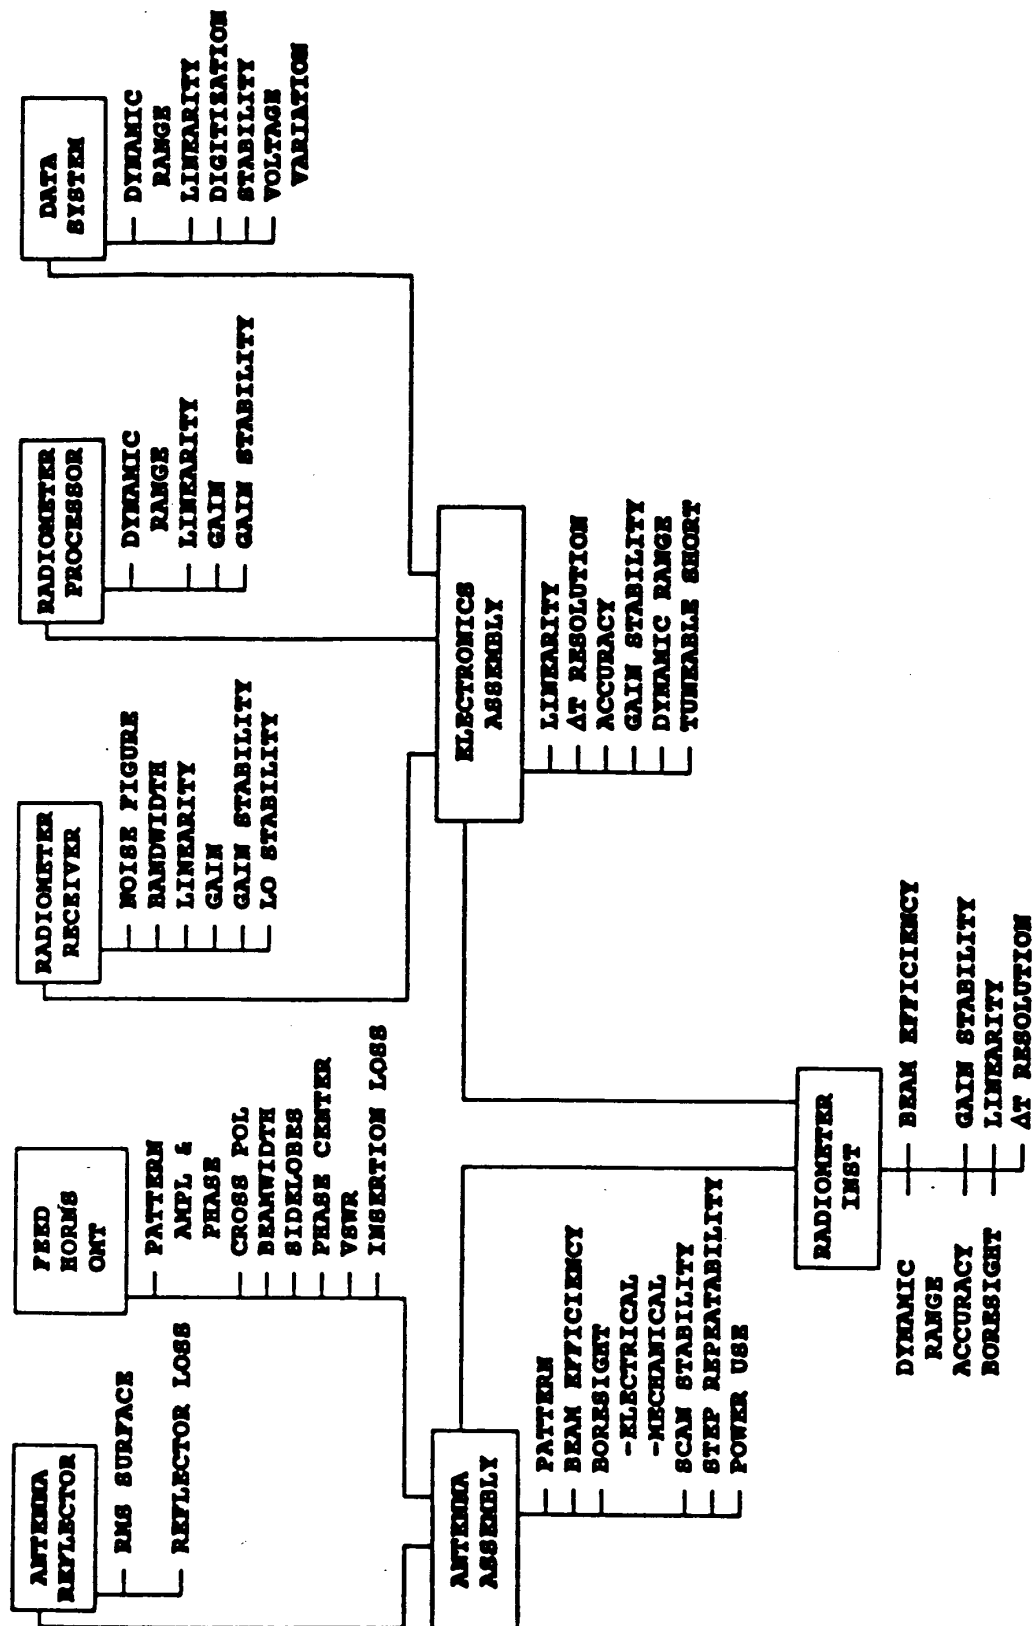 ANTENNA
REFLECTOR
RMS SURFACE
REFLECTOR LOSS
FEED
HORNS
OMT
PATTERN
AMPL &
PHASE
CROSS POL
BEAMWIDTH
SIDELOBES
PHASE CENTER
VSWR
INSERTION LOSS
RADIOMETER
RECEIVER
NOISE FIGURE
BANDWIDTH
LINEARITY
GAIN
GAIN STABILITY
LO STABILITY
RADIOMETER
PROCESSOR
DYNAMIC
RANGE
LINEARITY
GAIN
GAIN STABILITY
DATA
SYSTEM
DYNAMIC
RANGE
LINEARITY
DIGITIZATION
STABILITY
VOLTAGE
VARIATION
ANTENNA
ASSEMBLY
PATTERN
BEAM EFFICIENCY
BORESIGHT
-ELECTRICAL
-MECHANICAL
SCAN STABILITY
STEP REPEATABILITY
POWER USE
ELECTRONICS
ASSEMBLY
LINEARITY
ΔT RESOLUTION
ACCURACY
GAIN STABILITY
DYNAMIC RANGE
TUNEABLE SHORT
RADIOMETER
INST
DYNAMIC
RANGE
ACCURACY
BORESIGHT
BEAM EFFICIENCY
GAIN STABILITY
LINEARITY
ΔT RESOLUTION